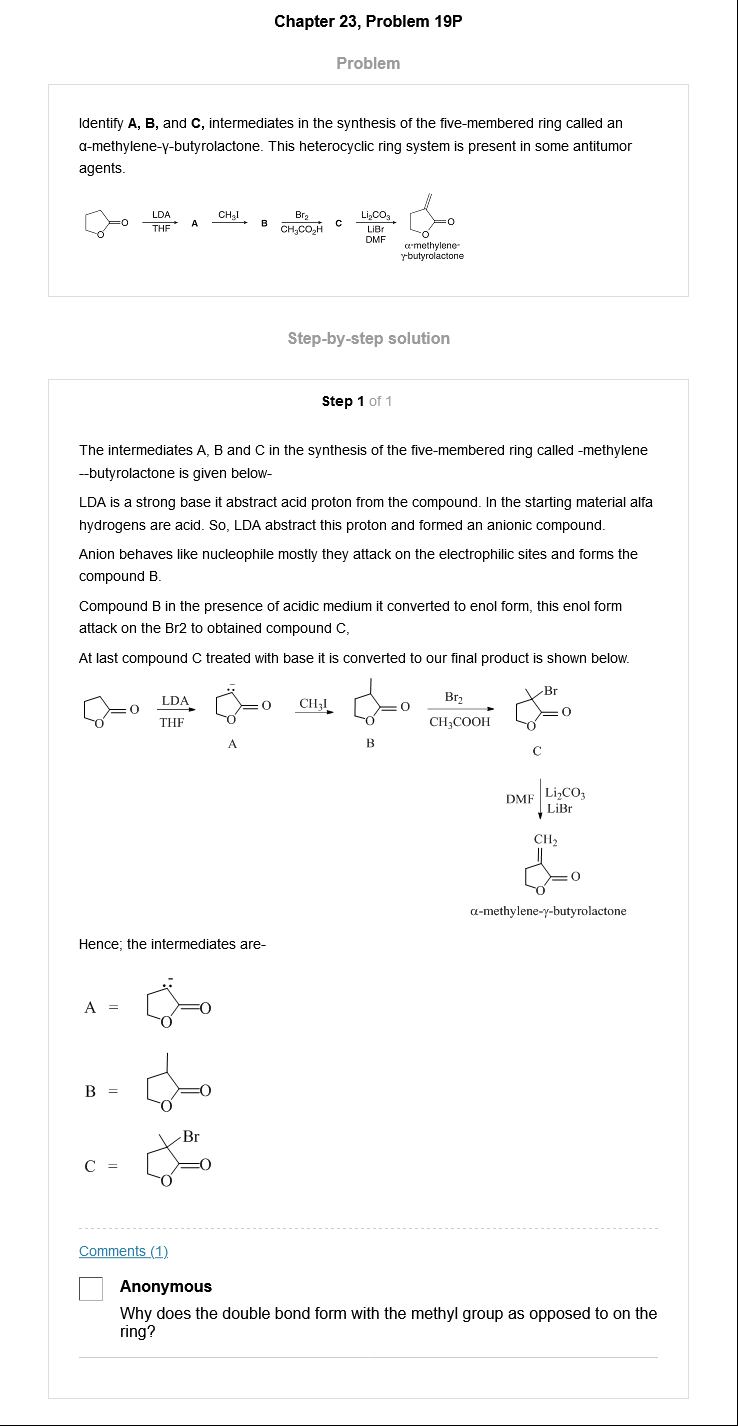 Chapter 23, Problem 19P
Problem
Identify A, B, and C, intermediates in the synthesis of the five-membered ring called an
α-methylene-γ-butyrolactone. This heterocyclic ring system is present in some antitumor
agents.
O O LDA THF A CH3I B Br2 CH3CO2H C Li2CO3 LiBr DMF O O
α-methylene-
γ-butyrolactone
Step-by-step solution
Step 1 of 1
The intermediates A, B and C in the synthesis of the five-membered ring called -methylene
--butyrolactone is given below-
LDA is a strong base it abstract acid proton from the compound. In the starting material alfa
hydrogens are acid. So, LDA abstract this proton and formed an anionic compound.
Anion behaves like nucleophile mostly they attack on the electrophilic sites and forms the
compound B.
Compound B in the presence of acidic medium it converted to enol form, this enol form
attack on the Br2 to obtained compound C,
At last compound C treated with base it is converted to our final product is shown below.
O O LDA THF O O CH3I O O Br2 CH3COOH Br O O
A B C
DMF Li2CO3
LiBr
CH2
O O
α-methylene-γ-butyrolactone
Hence; the intermediates are-
A = O O
B = O O
C = Br O O
Comments (1)
Anonymous
Why does the double bond form with the methyl group as opposed to on the
ring?